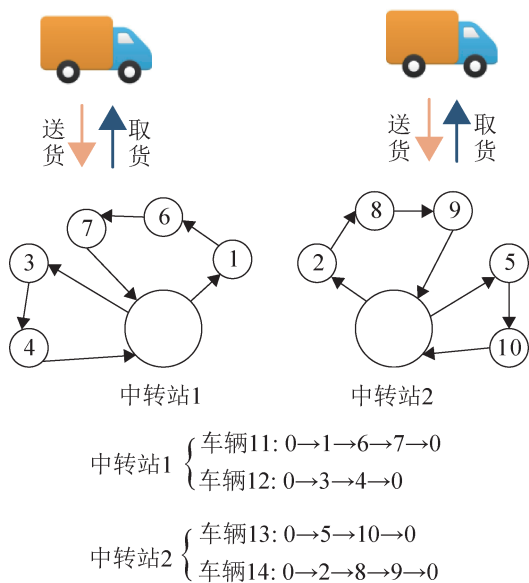 送货 取货 送货 取货
7 6 1 3 4
8 9 2 5 10
中转站1 中转站2
中转站1
车辆11: 0→1→6→7→0
车辆12: 0→3→4→0
中转站2
车辆13: 0→5→10→0
车辆14: 0→2→8→9→0